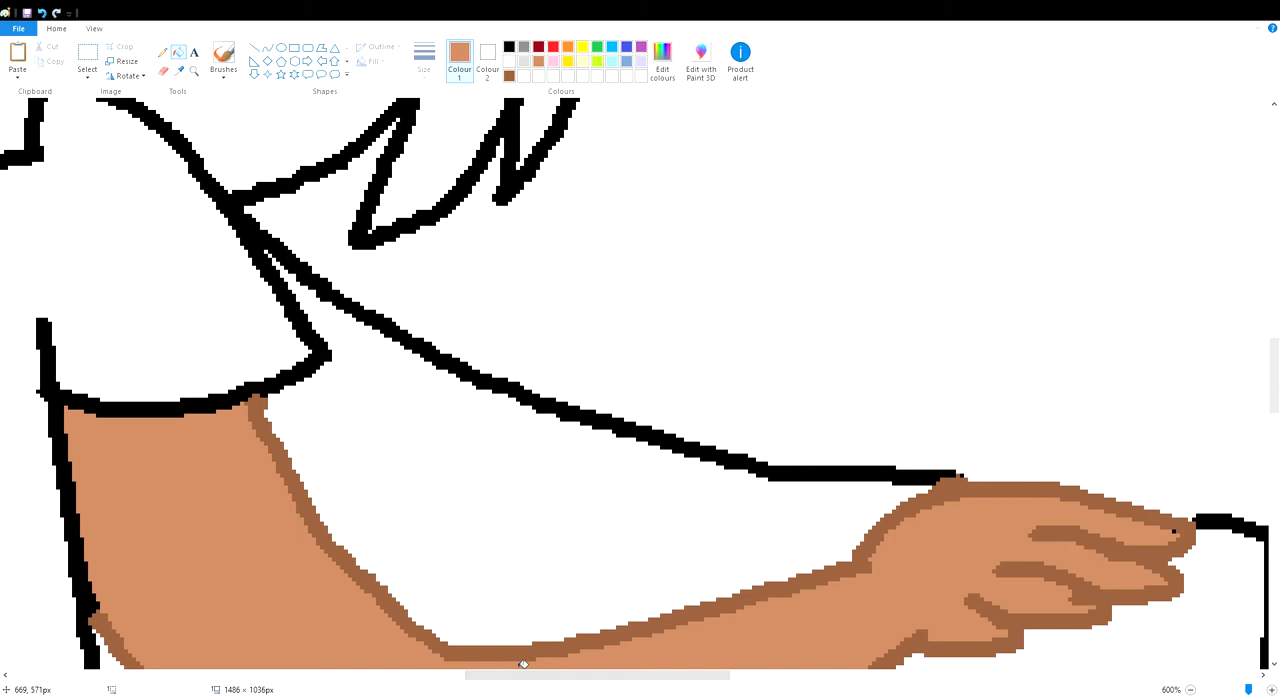 File Home View
Paste
Cut
Copy
Clipboard
Select
Crop
Resize
Rotate
Image
A
Tools
Brushes
Outline
Fill
Shapes
Size
Colour
1
Colour
2
Edit
colours
Colours
Edit with
Paint 3D
Product
alert
669, 571px 1486 × 1036px 600%